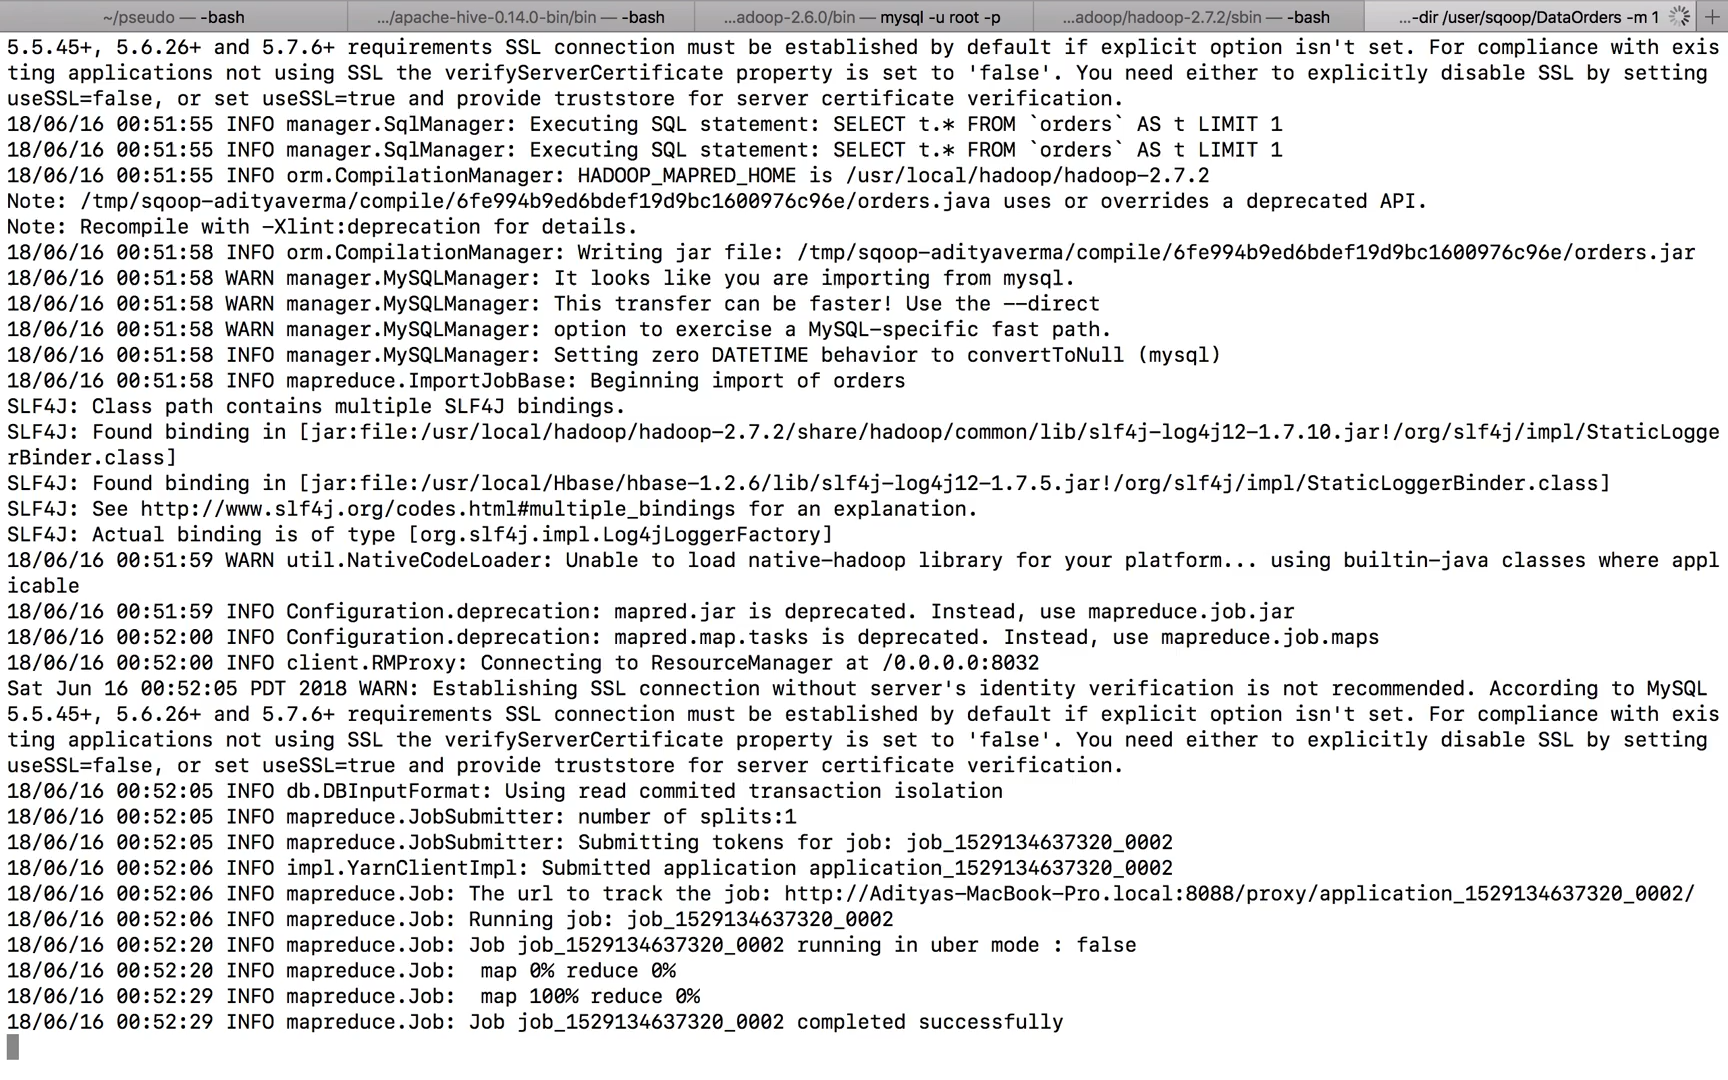 ~/pseudo — -bash
.../apache-hive-0.14.0-bin/bin — -bash
...adoop-2.6.0/bin — mysql -u root -p
...adoop/hadoop-2.7.2/sbin — -bash
...-dir /user/sqoop/DataOrders -m 1
5.5.45+, 5.6.26+ and 5.7.6+ requirements SSL connection must be established by default if explicit option isn't set. For compliance with exis
ting applications not using SSL the verifyServerCertificate property is set to 'false'. You need either to explicitly disable SSL by setting
useSSL=false, or set useSSL=true and provide truststore for server certificate verification.
18/06/16 00:51:55 INFO manager.SqlManager: Executing SQL statement: SELECT t.* FROM `orders` AS t LIMIT 1
18/06/16 00:51:55 INFO manager.SqlManager: Executing SQL statement: SELECT t.* FROM `orders` AS t LIMIT 1
18/06/16 00:51:55 INFO orm.CompilationManager: HADOOP_MAPRED_HOME is /usr/local/hadoop/hadoop-2.7.2
Note: /tmp/sqoop-adityaverma/compile/6fe994b9ed6bdef19d9bc1600976c96e/orders.java uses or overrides a deprecated API.
Note: Recompile with -Xlint:deprecation for details.
18/06/16 00:51:58 INFO orm.CompilationManager: Writing jar file: /tmp/sqoop-adityaverma/compile/6fe994b9ed6bdef19d9bc1600976c96e/orders.jar
18/06/16 00:51:58 WARN manager.MySQLManager: It looks like you are importing from mysql.
18/06/16 00:51:58 WARN manager.MySQLManager: This transfer can be faster! Use the --direct
18/06/16 00:51:58 WARN manager.MySQLManager: option to exercise a MySQL-specific fast path.
18/06/16 00:51:58 INFO manager.MySQLManager: Setting zero DATETIME behavior to convertToNull (mysql)
18/06/16 00:51:58 INFO mapreduce.ImportJobBase: Beginning import of orders
SLF4J: Class path contains multiple SLF4J bindings.
SLF4J: Found binding in [jar:file:/usr/local/hadoop/hadoop-2.7.2/share/hadoop/common/lib/slf4j-log4j12-1.7.10.jar!/org/slf4j/impl/StaticLogge
rBinder.class]
SLF4J: Found binding in [jar:file:/usr/local/Hbase/hbase-1.2.6/lib/slf4j-log4j12-1.7.5.jar!/org/slf4j/impl/StaticLoggerBinder.class]
SLF4J: See http://www.slf4j.org/codes.html#multiple_bindings for an explanation.
SLF4J: Actual binding is of type [org.slf4j.impl.Log4jLoggerFactory]
18/06/16 00:51:59 WARN util.NativeCodeLoader: Unable to load native-hadoop library for your platform... using builtin-java classes where appl
icable
18/06/16 00:51:59 INFO Configuration.deprecation: mapred.jar is deprecated. Instead, use mapreduce.job.jar
18/06/16 00:52:00 INFO Configuration.deprecation: mapred.map.tasks is deprecated. Instead, use mapreduce.job.maps
18/06/16 00:52:00 INFO client.RMProxy: Connecting to ResourceManager at /0.0.0.0:8032
Sat Jun 16 00:52:05 PDT 2018 WARN: Establishing SSL connection without server's identity verification is not recommended. According to MySQL
5.5.45+, 5.6.26+ and 5.7.6+ requirements SSL connection must be established by default if explicit option isn't set. For compliance with exis
ting applications not using SSL the verifyServerCertificate property is set to 'false'. You need either to explicitly disable SSL by setting
useSSL=false, or set useSSL=true and provide truststore for server certificate verification.
18/06/16 00:52:05 INFO db.DBInputFormat: Using read commited transaction isolation
18/06/16 00:52:05 INFO mapreduce.JobSubmitter: number of splits:1
18/06/16 00:52:05 INFO mapreduce.JobSubmitter: Submitting tokens for job: job_1529134637320_0002
18/06/16 00:52:06 INFO impl.YarnClientImpl: Submitted application application_1529134637320_0002
18/06/16 00:52:06 INFO mapreduce.Job: The url to track the job: http://Adityas-MacBook-Pro.local:8088/proxy/application_1529134637320_0002/
18/06/16 00:52:06 INFO mapreduce.Job: Running job: job_1529134637320_0002
18/06/16 00:52:20 INFO mapreduce.Job: Job job_1529134637320_0002 running in uber mode : false
18/06/16 00:52:20 INFO mapreduce.Job:  map 0% reduce 0%
18/06/16 00:52:29 INFO mapreduce.Job:  map 100% reduce 0%
18/06/16 00:52:29 INFO mapreduce.Job: Job job_1529134637320_0002 completed successfully